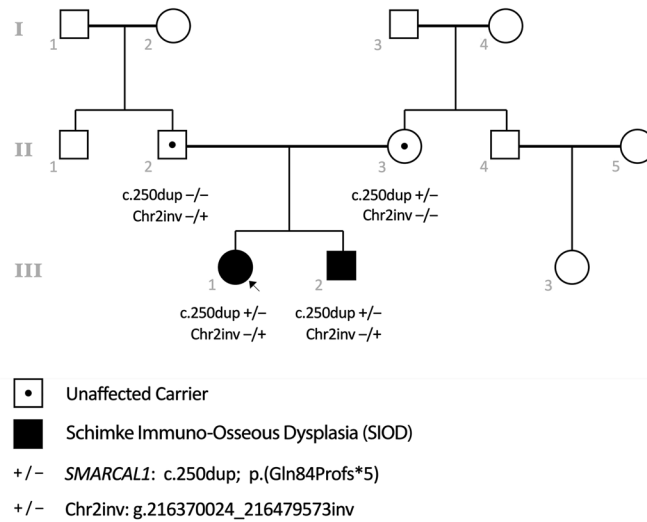 I
1
2
3
4
II
1
2
3
4
5
c.250dup –/–
Chr2inv –/+
c.250dup +/–
Chr2inv –/–
III
1
2
3
c.250dup +/–
Chr2inv –/+
c.250dup +/–
Chr2inv –/+
Unaffected Carrier
Schimke Immuno-Osseous Dysplasia (SIOD)
+/– SMARCAL1: c.250dup; p.(Gln84Profs*5)
+/– Chr2inv: g.216370024_216479573inv